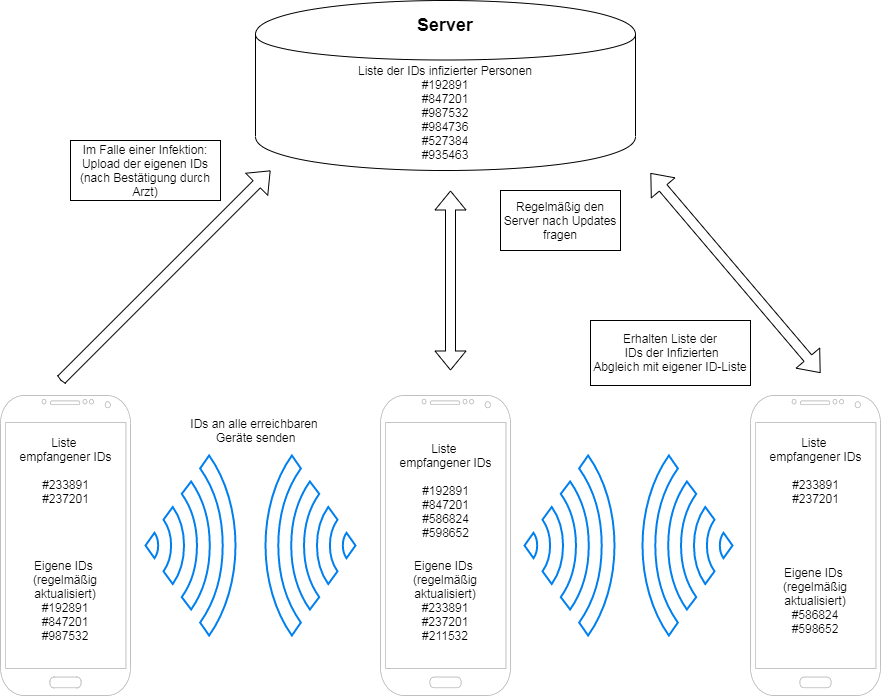 Server
Liste der IDs infizierter Personen
#192891
#847201
#987532
#984736
#527384
#935463
Im Falle einer Infektion:
Upload der eigenen IDs
(nach Bestätigung durch
Arzt)
Regelmäßig den
Server nach Updates
fragen
Erhalten Liste der
IDs der Infizierten
Abgleich mit eigener ID-Liste
IDs an alle erreichbaren
Geräte senden
Liste
empfangener IDs
#233891
#237201
Eigene IDs
(regelmäßig
aktualisiert)
#192891
#847201
#987532
Liste
empfangener IDs
#192891
#847201
#586824
#598652
Eigene IDs
(regelmäßig
aktualisiert)
#233891
#237201
#211532
Liste
empfangener IDs
#233891
#237201
Eigene IDs
(regelmäßig
aktualisiert)
#586824
#598652